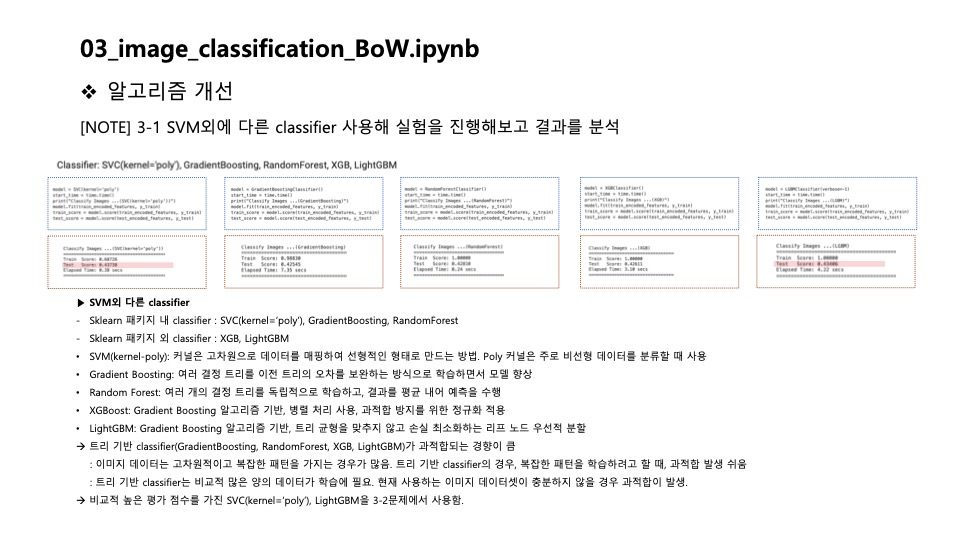 03_image_classification_BoW.ipynb
❖ 알고리즘 개선
[NOTE] 3-1 SVM외에 다른 classifier 사용해 실험을 진행해보고 결과를 분석
Classifier: SVC(kernel='poly'), GradientBoosting, RandomForest, XGB, LightGBM
model = SVC(kernel='poly')
start_time = time.time()
print("Classify Images ...(SVC(kernel='poly'))")
model.fit(train_encoded_features, y_train)
train_score = model.score(train_encoded_features, y_train)
test_score = model.score(test_encoded_features, y_test)
model = GradientBoostingClassifier()
start_time = time.time()
print("Classify Images ...(GradientBoosting)")
model.fit(train_encoded_features, y_train)
train_score = model.score(train_encoded_features, y_train)
test_score = model.score(test_encoded_features, y_test)
model = RandomForestClassifier()
start_time = time.time()
print("Classify Images ...(RandomForest)")
model.fit(train_encoded_features, y_train)
train_score = model.score(train_encoded_features, y_train)
test_score = model.score(test_encoded_features, y_test)
model = XGBClassifier()
start_time = time.time()
print("Classify Images ...(XGB)")
model.fit(train_encoded_features, y_train)
train_score = model.score(train_encoded_features, y_train)
test_score = model.score(test_encoded_features, y_test)
model = LGBMClassifier(verbose=-1)
start_time = time.time()
print("Classify Images ...(LGBM)")
model.fit(train_encoded_features, y_train)
train_score = model.score(train_encoded_features, y_train)
test_score = model.score(test_encoded_features, y_test)
Classify Images ...(SVC(kernel='poly'))
Train Score:
Test Score:
Elapsed Time: secs
Classify Images ...(GradientBoosting)
Train Score: 0.98830
Test Score: 0.42545
Elapsed Time: 7.35 secs
Classify Images ...(RandomForest)
Train Score: 1.00000
Test Score:
Elapsed Time: 0.24 secs
Classify Images ...(XGB)
Train Score: 1.00000
Test Score:
Elapsed Time: 3.10 secs
Classify Images ...(LGBM)
Train Score: 1.00000
Test Score:
Elapsed Time: 4.22 secs
▶ SVM외 다른 classifier
- Sklearn 패키지 내 classifier : SVC(kernel='poly'), GradientBoosting, RandomForest
- Sklearn 패키지 외 classifier : XGB, LightGBM
• SVM(kernel-poly): 커널은 고차원으로 데이터를 매핑하여 선형적인 형태로 만드는 방법. Poly 커널은 주로 비선형 데이터를 분류할 때 사용
• Gradient Boosting: 여러 결정 트리를 이전 트리의 오차를 보완하는 방식으로 학습하면서 모델 향상
• Random Forest: 여러 개의 결정 트리를 독립적으로 학습하고, 결과를 평균 내어 예측을 수행
• XGBoost: Gradient Boosting 알고리즘 기반, 병렬 처리 사용, 과적합 방지를 위한 정규화 적용
• LightGBM: Gradient Boosting 알고리즘 기반, 트리 균형을 맞추지 않고 손실 최소화하는 리프 노드 우선적 분할
→ 트리 기반 classifier(GradientBoosting, RandomForest, XGB, LightGBM)가 과적합되는 경향이 큼
: 이미지 데이터는 고차원적이고 복잡한 패턴을 가지는 경우가 많음. 트리 기반 classifier의 경우, 복잡한 패턴을 학습하려고 할 때, 과적합 발생 쉬움
: 트리 기반 classifier는 비교적 많은 양의 데이터가 학습에 필요. 현재 사용하는 이미지 데이터셋이 충분하지 않을 경우 과적합이 발생.
→ 비교적 높은 평가 점수를 가진 SVC(kernel='poly'), LightGBM을 3-2문제에서 사용함.